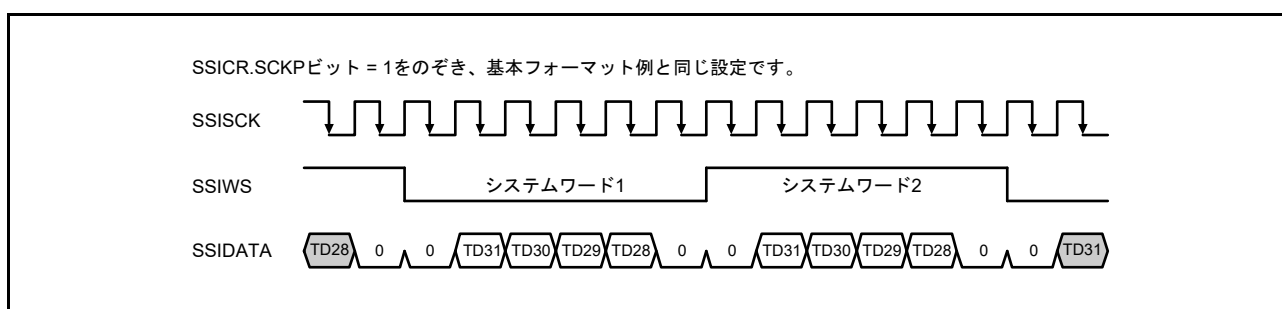 SSICR.SCKPビット = 1をのぞき、基本フォーマット例と同じ設定です。
SSISCK
SSIWS システムワード1 システムワード2
SSIDATA TD28 0 0 TD31 TD30 TD29 TD28 0 0 TD31 TD30 TD29 TD28 0 0 TD31